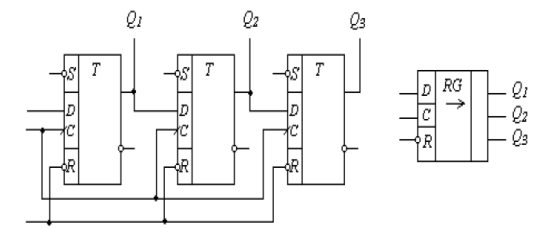 Q1 Q2 Q3
S T S T S T
D D D D RG Q1
C C C C Q2
R R R R Q3